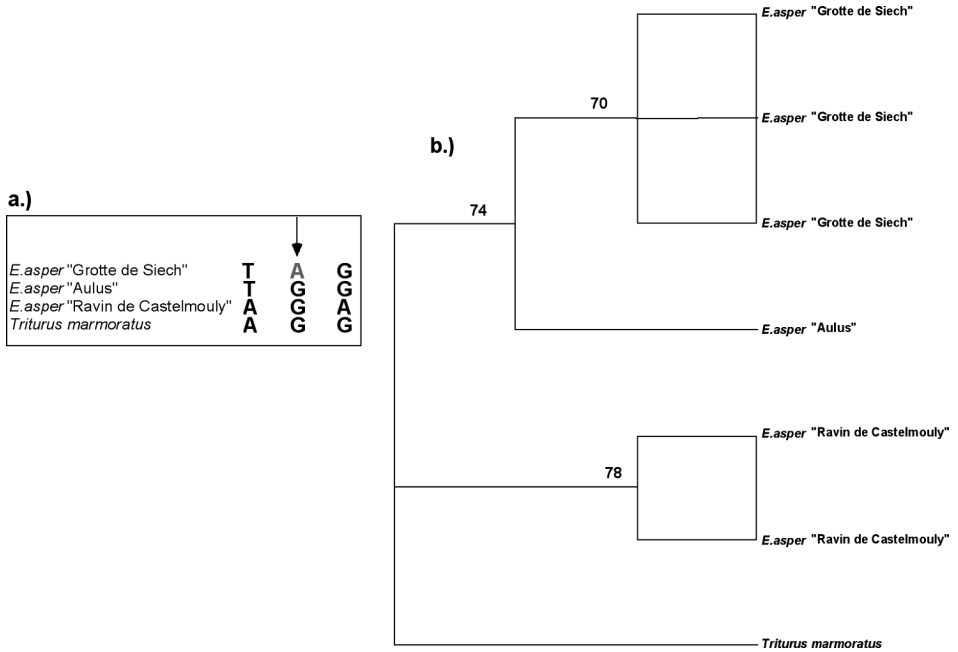 a.)
E.asper "Grotte de Siech" T A G
E.asper "Aulus" T G G
E.asper "Ravin de Castelmouly" A G A
Triturus marmoratus A G G
b.)
E.asper "Grotte de Siech"
70
E.asper "Grotte de Siech"
74
E.asper "Grotte de Siech"
E.asper "Aulus"
E.asper "Ravin de Castelmouly"
78
E.asper "Ravin de Castelmouly"
Triturus marmoratus